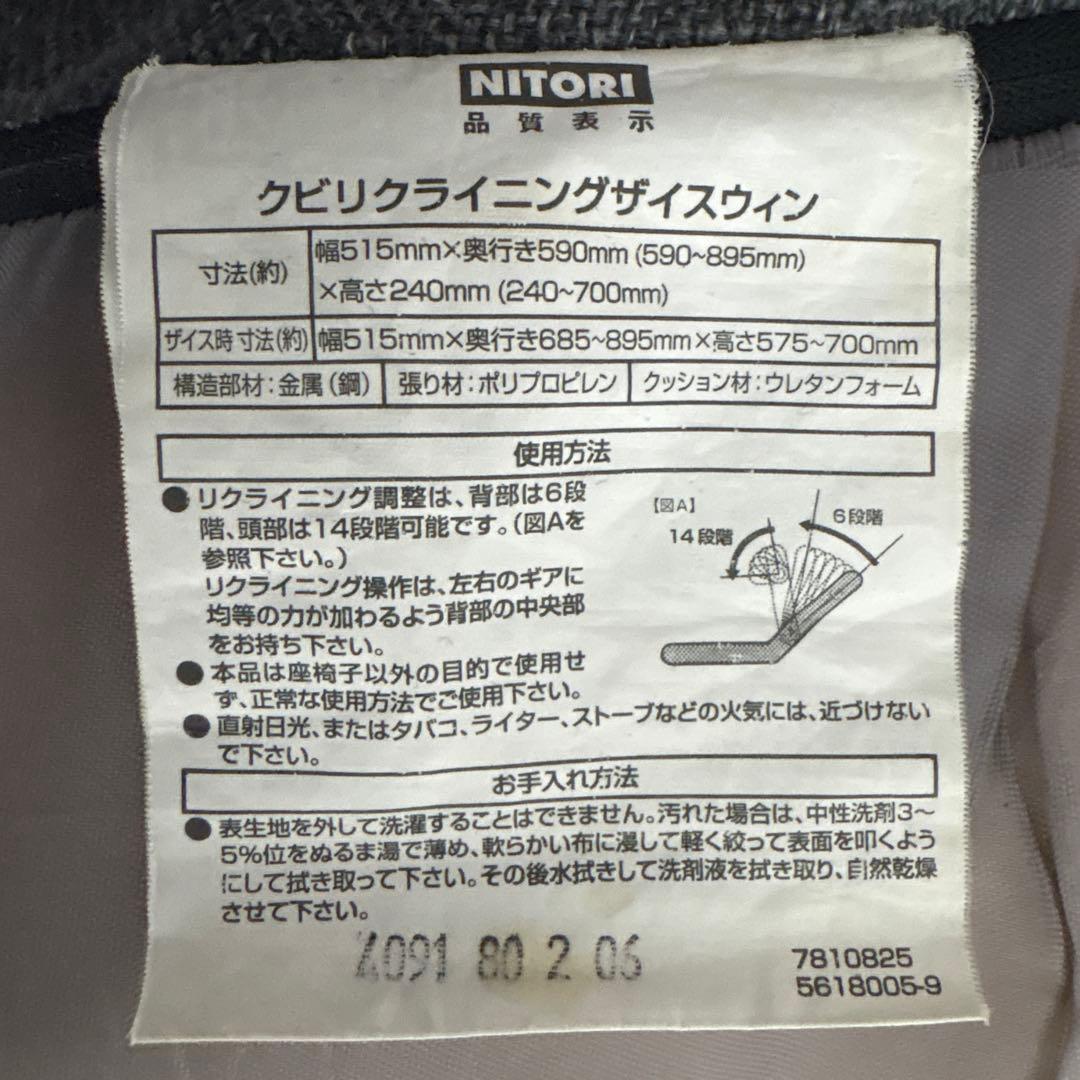 NITORI
品質表示
クビリクライニングザイスウィン
寸法(約)
幅515mm×奥行き590mm (590~895mm)
×高さ240mm (240~700mm)
ザイス時 寸法(約) 幅515mm×奥行き685~895mm×高さ575~700mm
構造部材:金属(鋼) 張り材:ポリプロピレン クッション材:ウレタンフォーム
使用方法
●リクライニング調整は、背部は6段
階、頭部は14段階可能です。(図Aを
参照下さい。)
リクライニング操作は、左右のギアに
均等の力が加わるよう背部の中央部
をお持ち下さい。
【図A】
14段階
6段階
●本品は座椅子以外の目的で使用せ
ず、正常な使用方法でご使用下さい。
●直射日光、またはタバコ、ライター、ストーブなどの火気には、近づけない
で下さい。
お手入れ方法
●表生地を外して洗濯することはできません。汚れた場合は、中性洗剤3~
5%位をぬるま湯で薄め、軟らかい布に浸して軽く絞って表面を叩くよう
にして拭き取って下さい。その後水拭きして洗剤液を拭き取り、自然乾燥
させて下さい。
4091 80 2 06
7810825
5618005-9